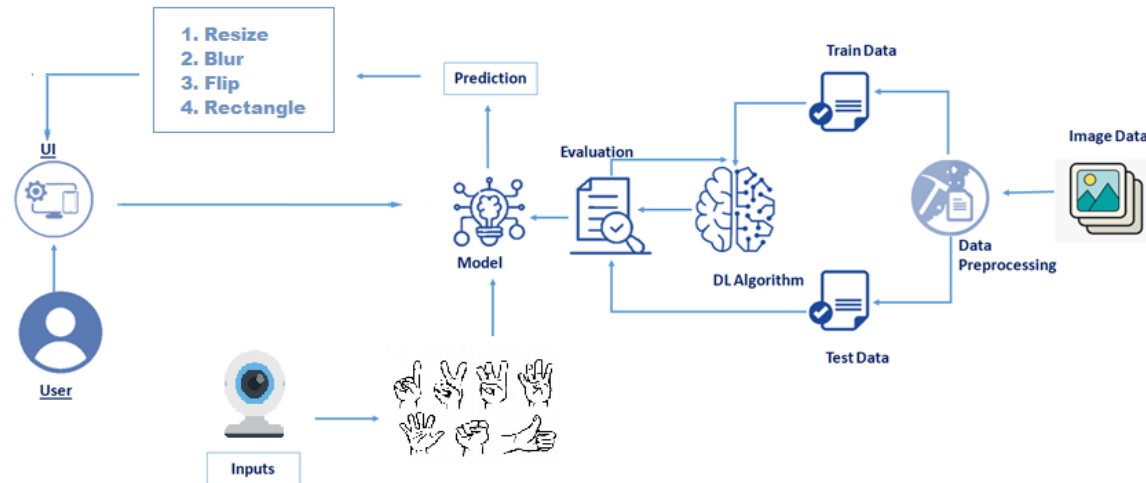 1. Resize
2. Blur
3. Flip
4. Rectangle
Prediction
Train Data
Image Data
UI
Evaluation
Model
DL Algorithm
Data
Preprocessing
User
Test Data
Inputs